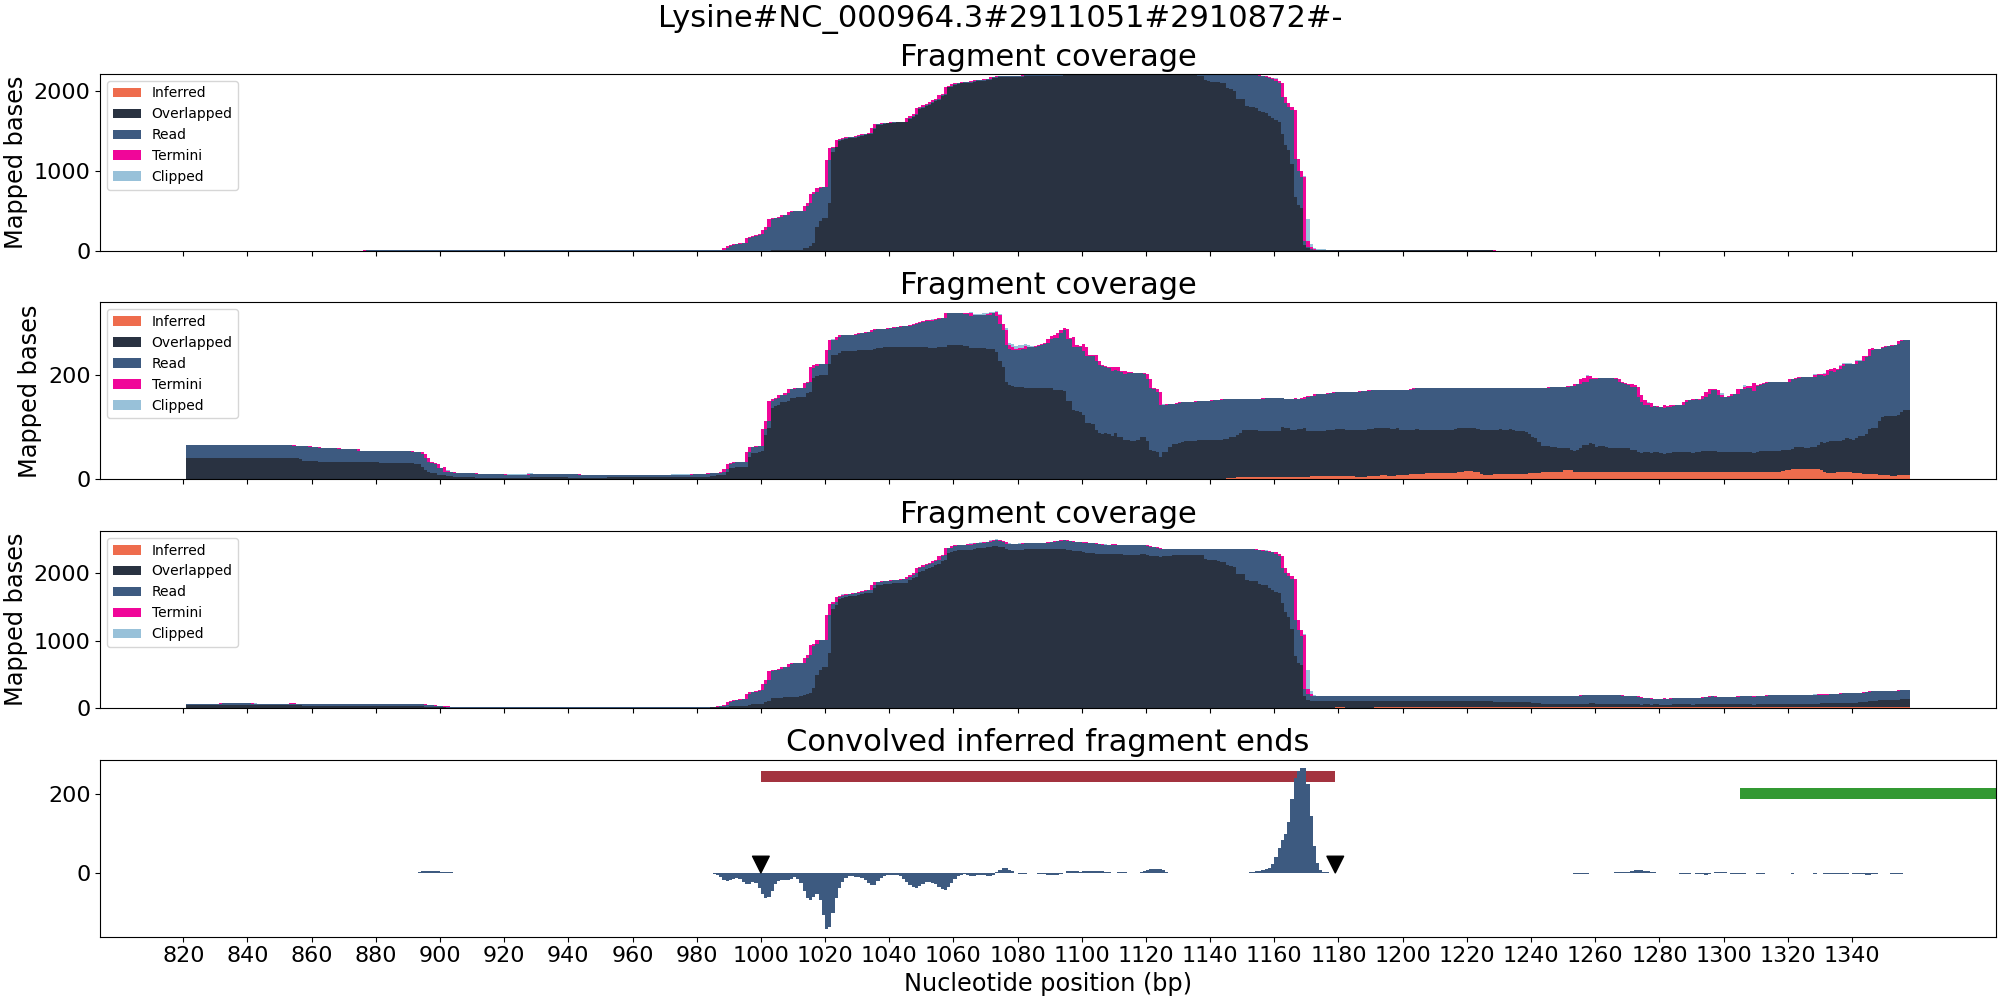 Lysine#NC_000964.3#2911051#2910872#-
Fragment coverage
Mapped bases
2000
1000
0
Inferred
Overlapped
Read
Termini
Clipped
Fragment coverage
Mapped bases
200
0
Inferred
Overlapped
Read
Termini
Clipped
Fragment coverage
Mapped bases
2000
1000
0
Inferred
Overlapped
Read
Termini
Clipped
Convolved inferred fragment ends
200
0
820 840 860 880 900 920 940 960 980 1000 1020 1040 1060 1080 1100 1120 1140 1160 1180 1200 1220 1240 1260 1280 1300 1320 1340
Nucleotide position (bp)